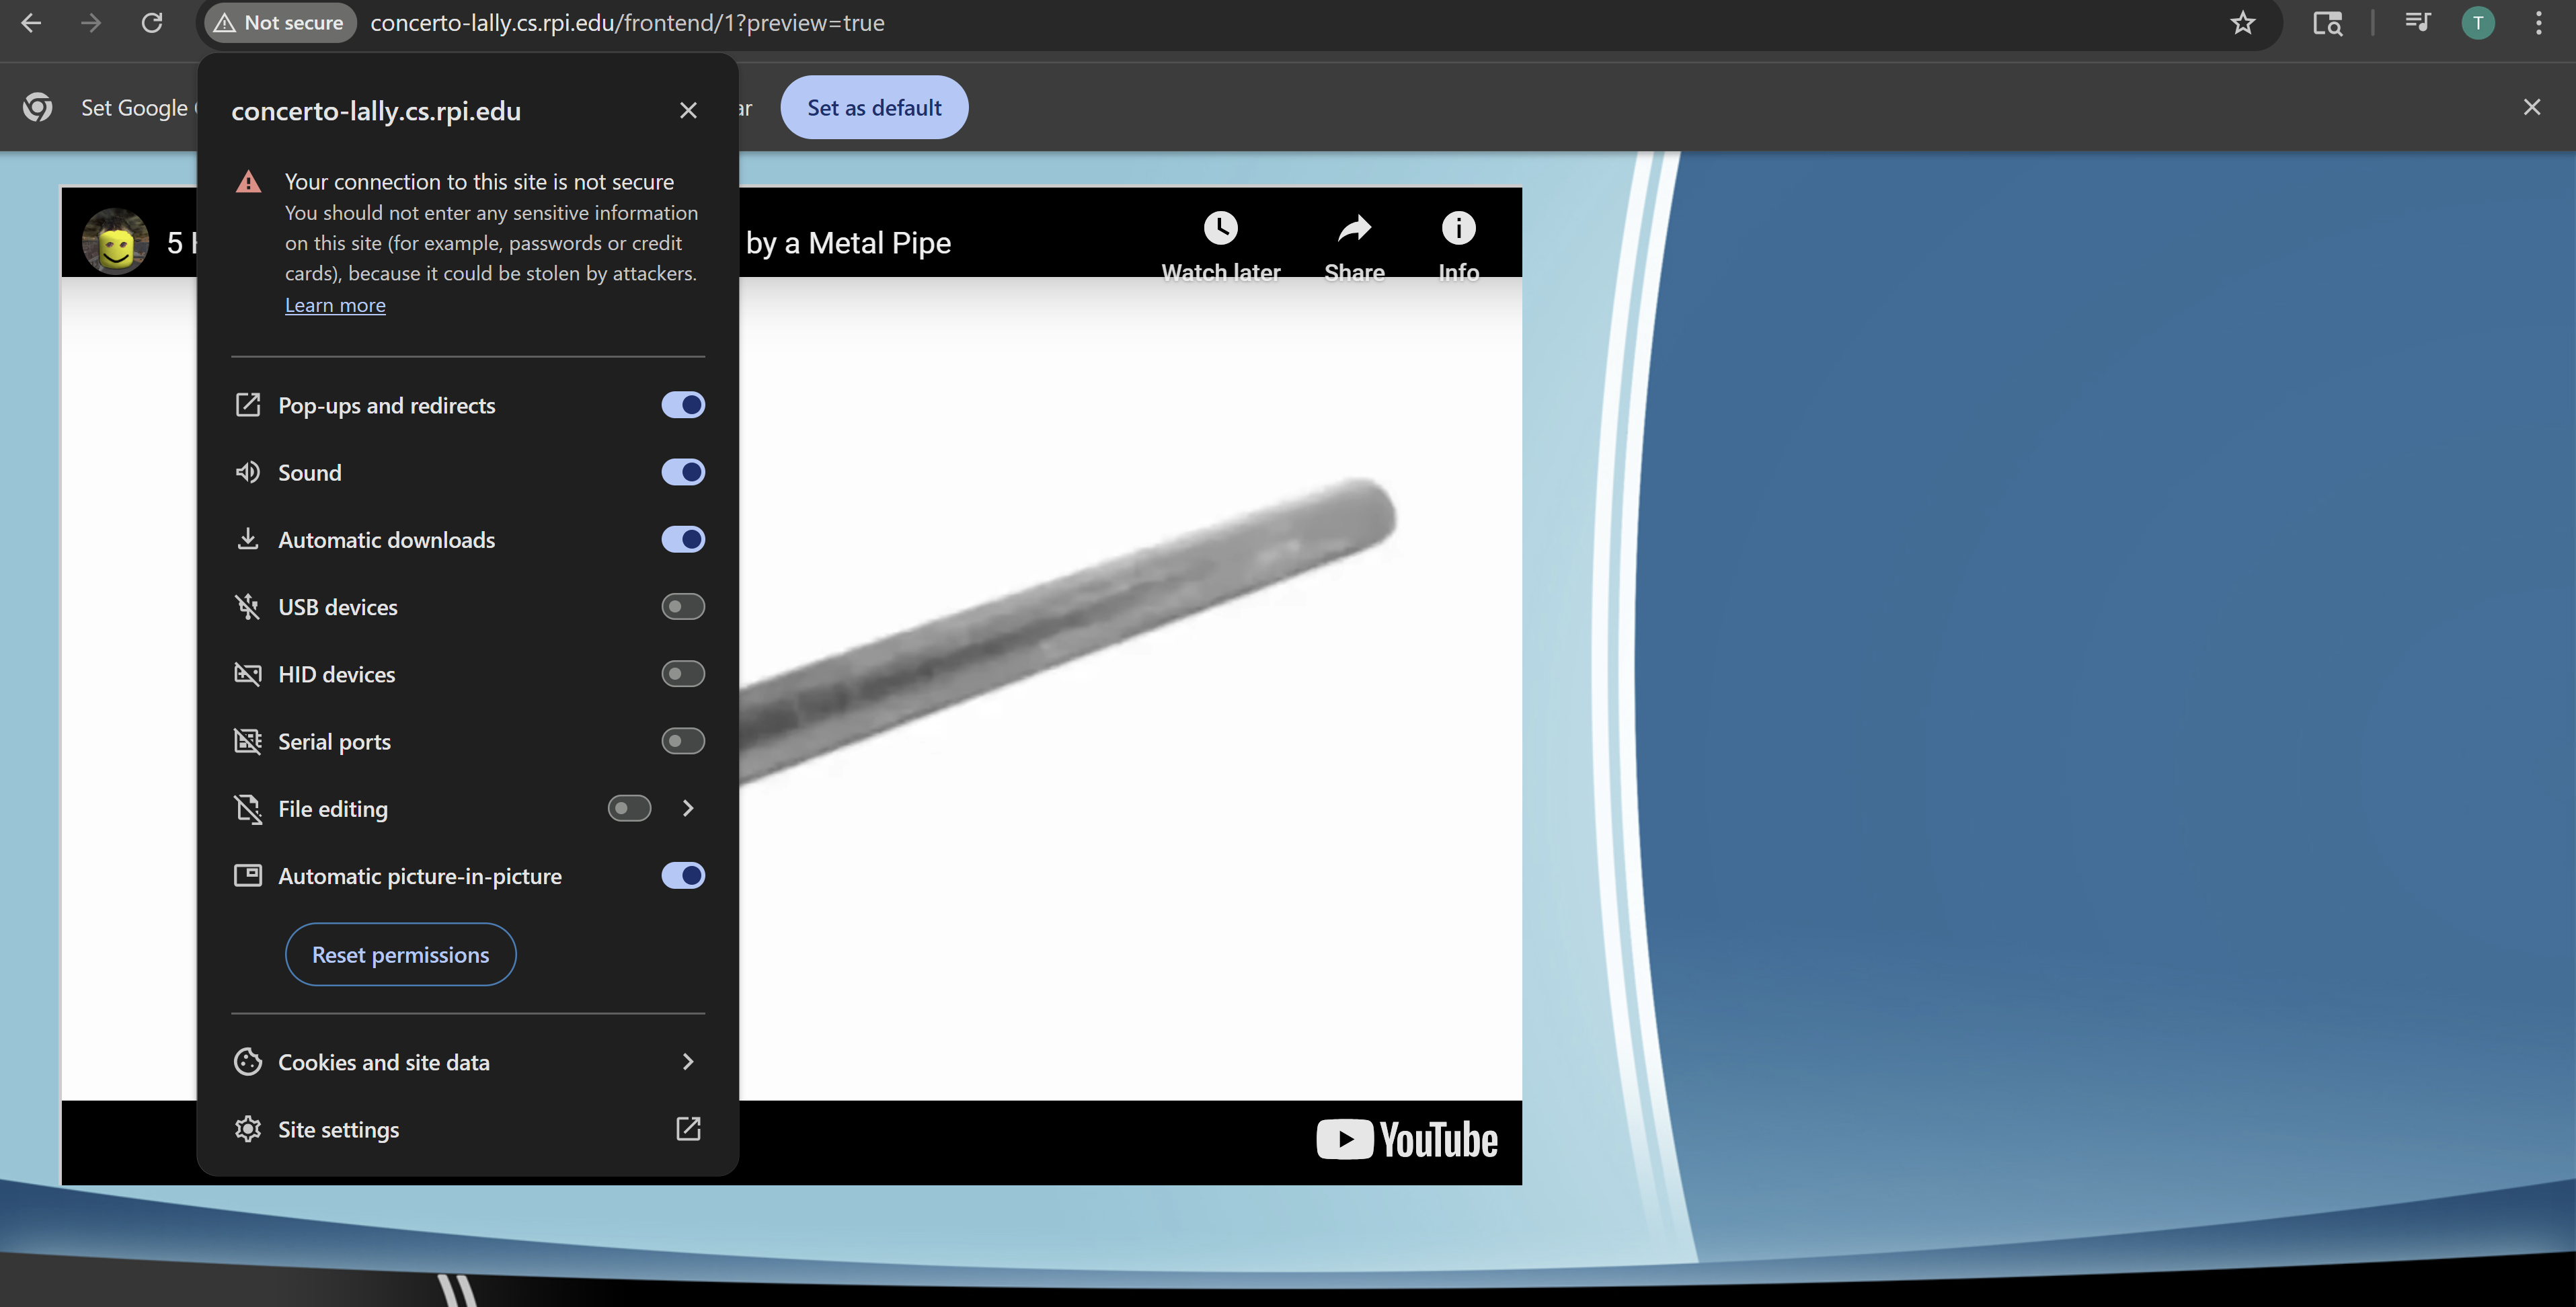 Not secure
concerto-lally.cs.rpi.edu/frontend/1?preview=true
T
Set Google
Set as default
concerto-lally.cs.rpi.edu
Your connection to this site is not secure
You should not enter any sensitive information
on this site (for example, passwords or credit
cards), because it could be stolen by attackers.
Learn more
5
by a Metal Pipe
Watch later
Share
Info
Pop-ups and redirects
Sound
Automatic downloads
USB devices
HID devices
Serial ports
File editing
Automatic picture-in-picture
Reset permissions
Cookies and site data
Site settings
YouTube